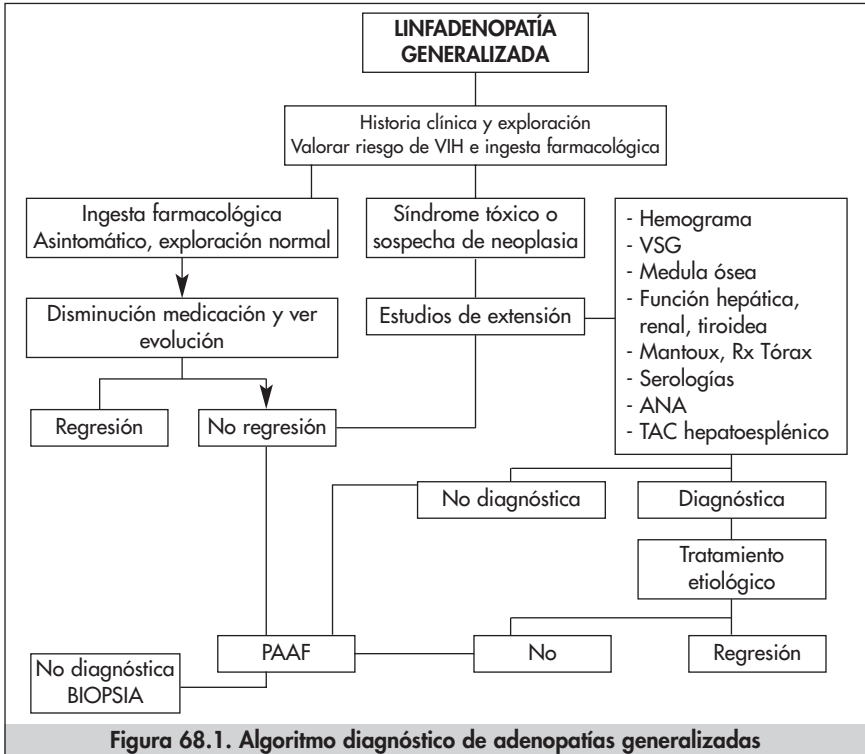 LINFADENOPATÍA
GENERALIZADA
Historia clínica y exploración
Valorar riesgo de VIH e ingesta farmacológica
Ingesta farmacológica
Asintomático, exploración normal
Síndrome tóxico o
sospecha de neoplasia
- Hemograma
- VSG
- Medula ósea
- Función hepática,
renal, tiroidea
- Mantoux, Rx Tórax
- Serologías
- ANA
- TAC hepatoesplénico
Disminución medicación y ver
evolución
Estudios de extensión
Regresión
No regresión
No diagnóstica
Diagnóstica
Tratamiento
etiológico
PAAF
No
Regresión
No diagnóstica
BIOPSIA
Figura 68.1. Algoritmo diagnóstico de adenopatías generalizadas